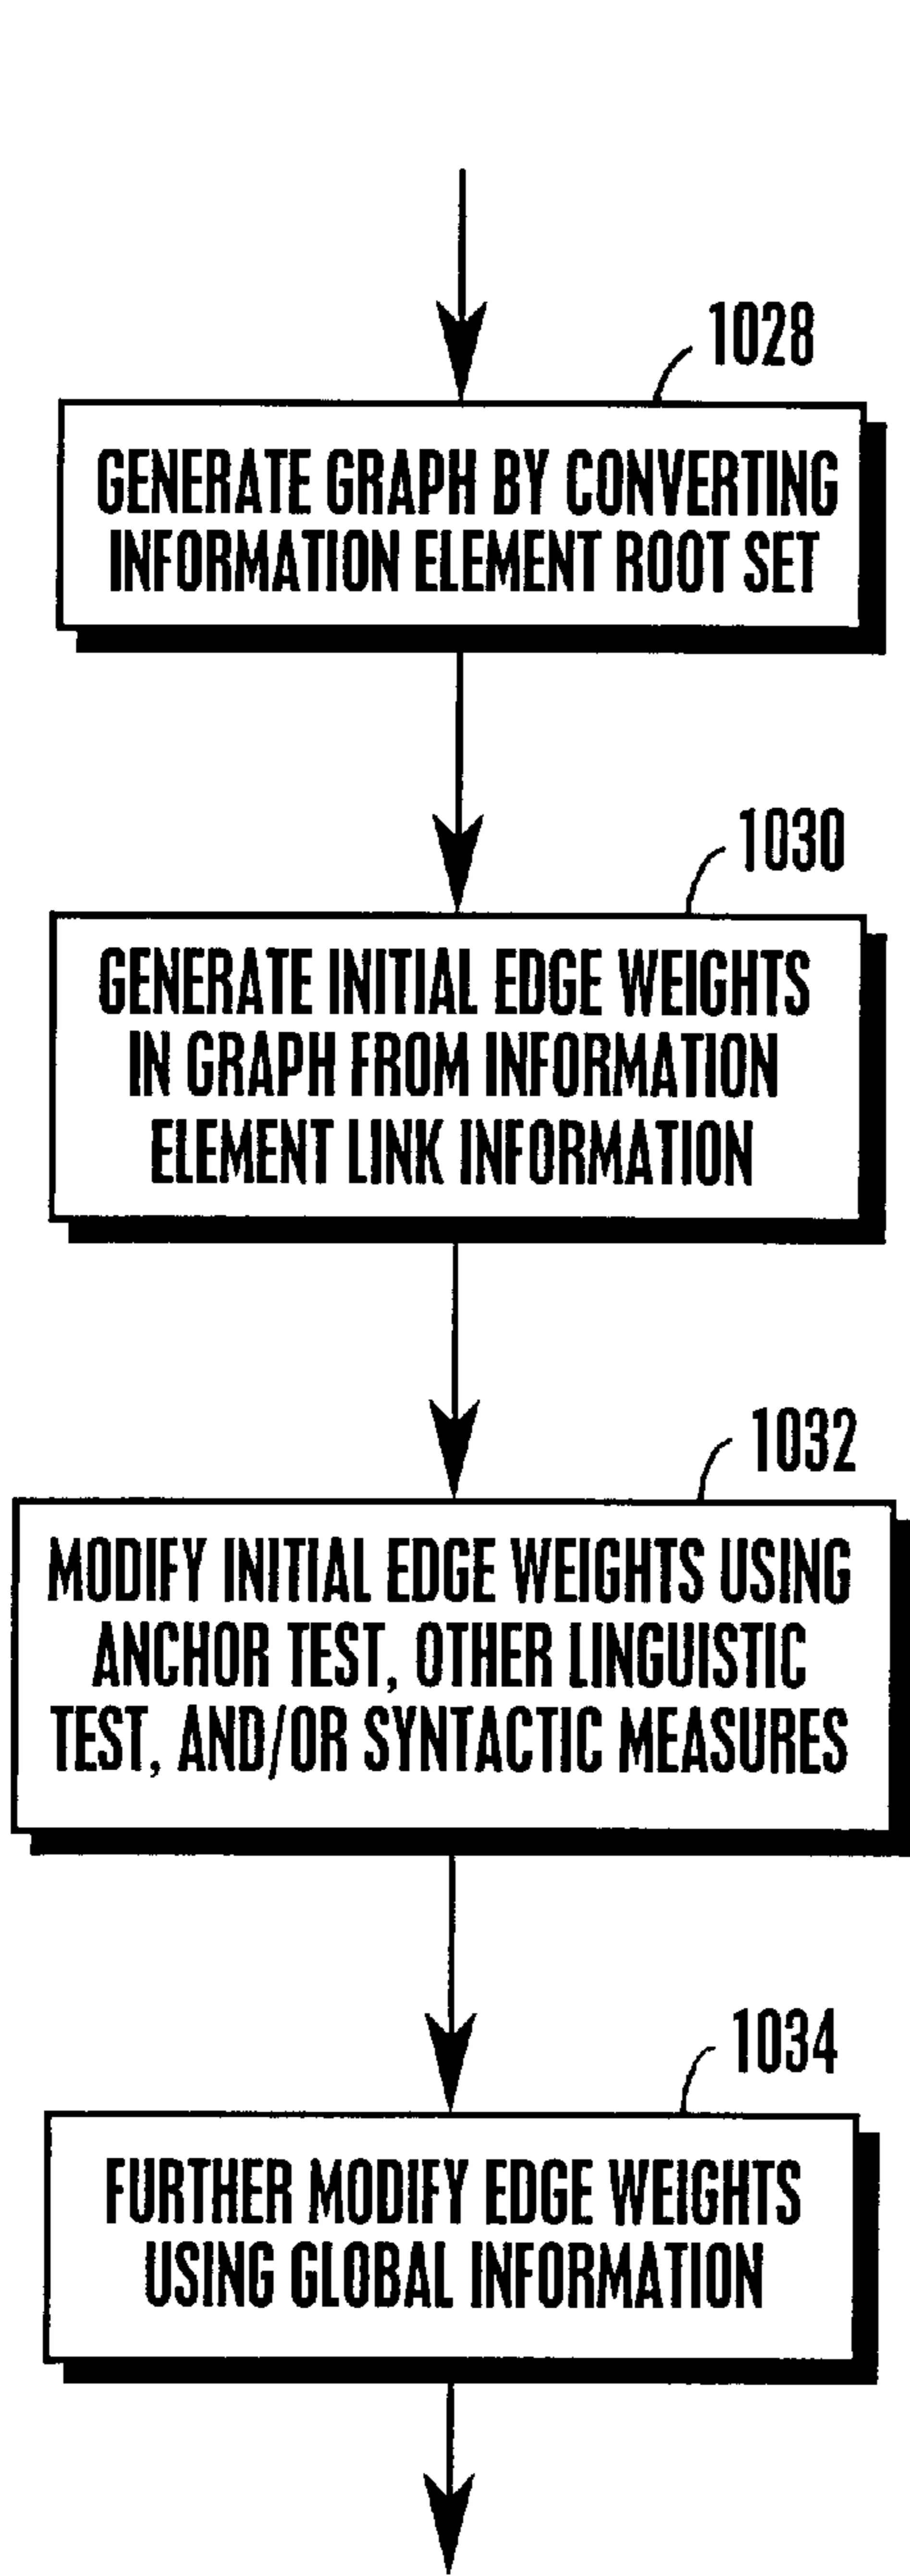 1028
GENERATE GRAPH BY CONVERTING
INFORMATION ELEMENT ROOT SET
1030
GENERATE INITIAL EDGE WEIGHTS
IN GRAPH FROM INFORMATION
ELEMENT LINK INFORMATION
1032
MODIFY INITIAL EDGE WEIGHTS USING
ANCHOR TEST, OTHER LINGUISTIC
TEST, AND/OR SYNTACTIC MEASURES
1034
FURTHER MODIFY EDGE WEIGHTS
USING GLOBAL INFORMATION